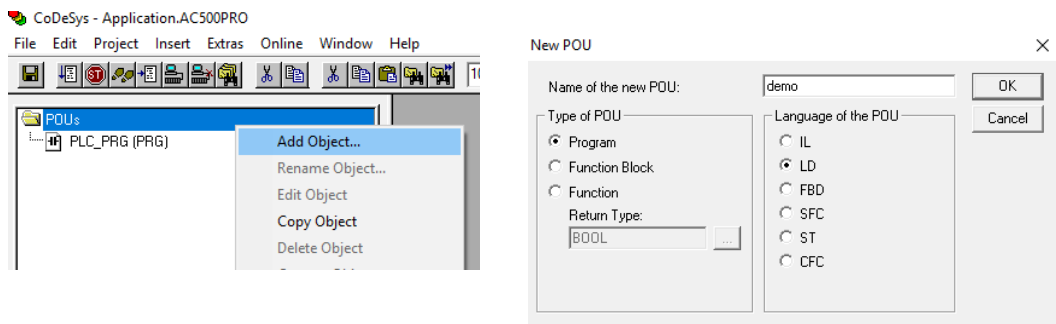 CoDeSys - Application.AC500PRO
File Edit Project Insert Extras Online Window Help
10
POUs
PLC_PRG (PRG)
Add Object...
Rename Object...
Edit Object
Copy Object
Delete Object
New POU
Name of the new POU:
demo
OK
Cancel
Type of POU
Program
Function Block
Function
Return Type:
BOOL
...
Language of the POU
IL
LD
FBD
SFC
ST
CFC